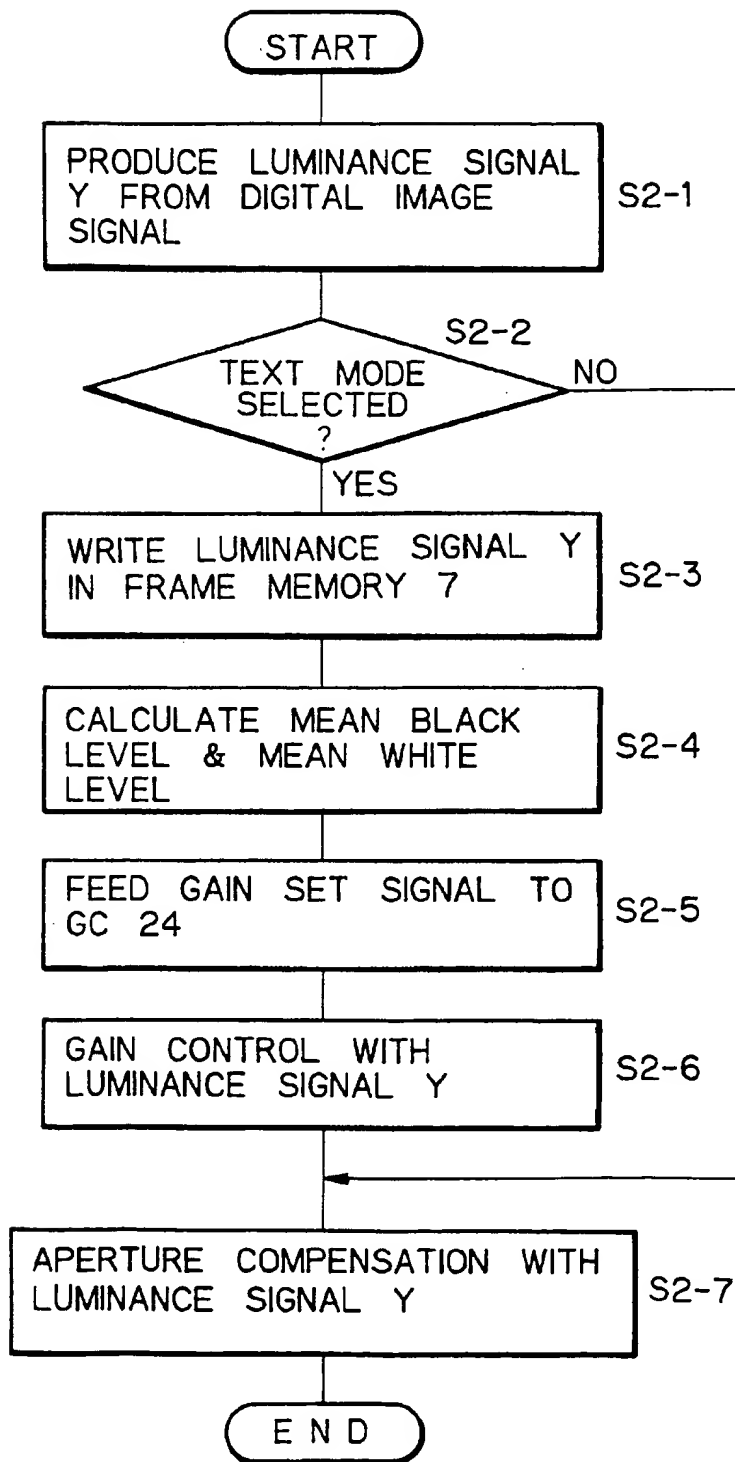 START
PRODUCE LUMINANCE SIGNAL
Y FROM DIGITAL IMAGE
SIGNAL
S2-1
S2-2
TEXT MODE
SELECTED
?
NO
YES
WRITE LUMINANCE SIGNAL Y
IN FRAME MEMORY 7
S2-3
CALCULATE MEAN BLACK
LEVEL & MEAN WHITE
LEVEL
S2-4
FEED GAIN SET SIGNAL TO
GC 24
S2-5
GAIN CONTROL WITH
LUMINANCE SIGNAL Y
S2-6
APERTURE COMPENSATION WITH
LUMINANCE SIGNAL Y
S2-7
END